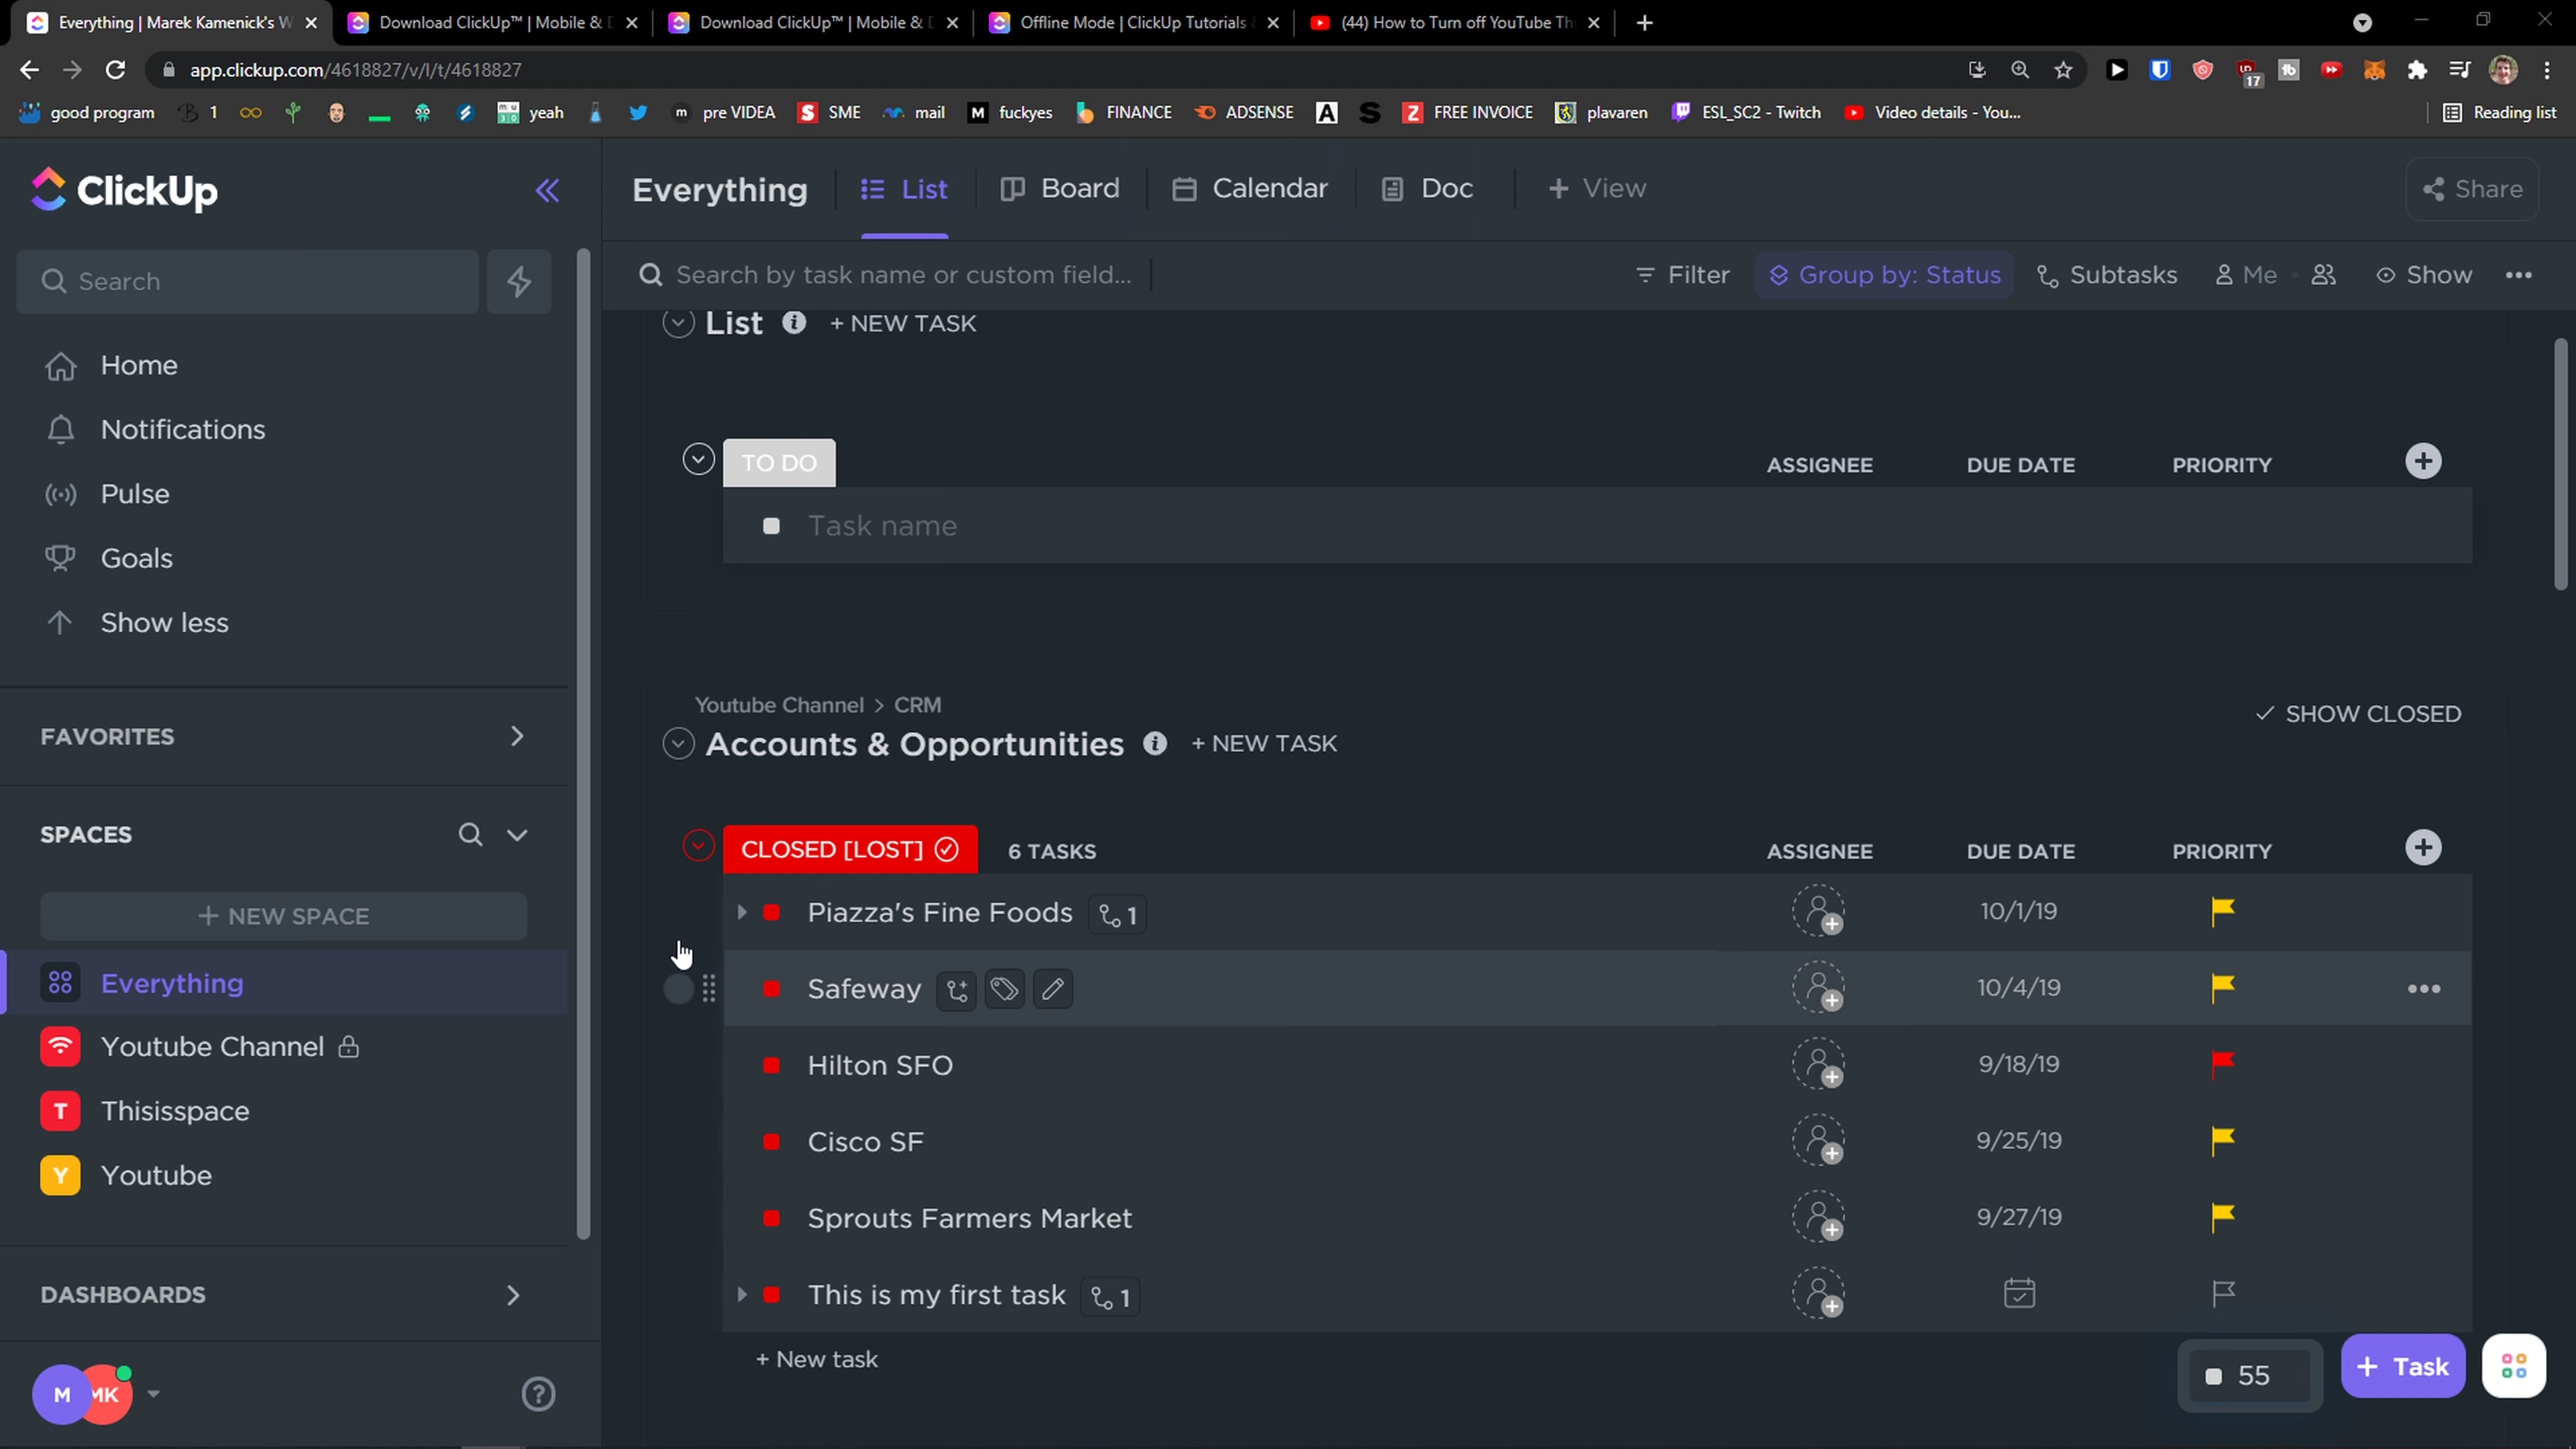 Everything | Marek Kamenick's W
Download ClickUp™ | Mobile & D
Download ClickUp™ | Mobile & D
Offline Mode | ClickUp Tutorials
(44) How to Turn off YouTube Th
app.clickup.com/4618827/v/l/t/4618827
17
good program
1
yeah
pre VIDEA
SME
mail
fuckyes
FINANCE
ADSENSE
FREE INVOICE
plavaren
ESL_SC2 - Twitch
Video details - You...
Reading list
ClickUp
Everything
List
Board
Calendar
Doc
+ View
Share
Search
Search by task name or custom field...
Filter
Group by: Status
Subtasks
Me
Show
Home
Notifications
Pulse
Goals
Show less
FAVORITES
SPACES
+ NEW SPACE
Everything
Youtube Channel
T Thisisspace
Y Youtube
DASHBOARDS
M MK
List + NEW TASK
TO DO ASSIGNEE DUE DATE PRIORITY
Task name
Youtube Channel > CRM
SHOW CLOSED
Accounts & Opportunities + NEW TASK
CLOSED [LOST] 6 TASKS ASSIGNEE DUE DATE PRIORITY
Piazza's Fine Foods 1 10/1/19
Safeway 10/4/19
Hilton SFO 9/18/19
Cisco SF 9/25/19
Sprouts Farmers Market 9/27/19
This is my first task 1
+ New task
55
+ Task